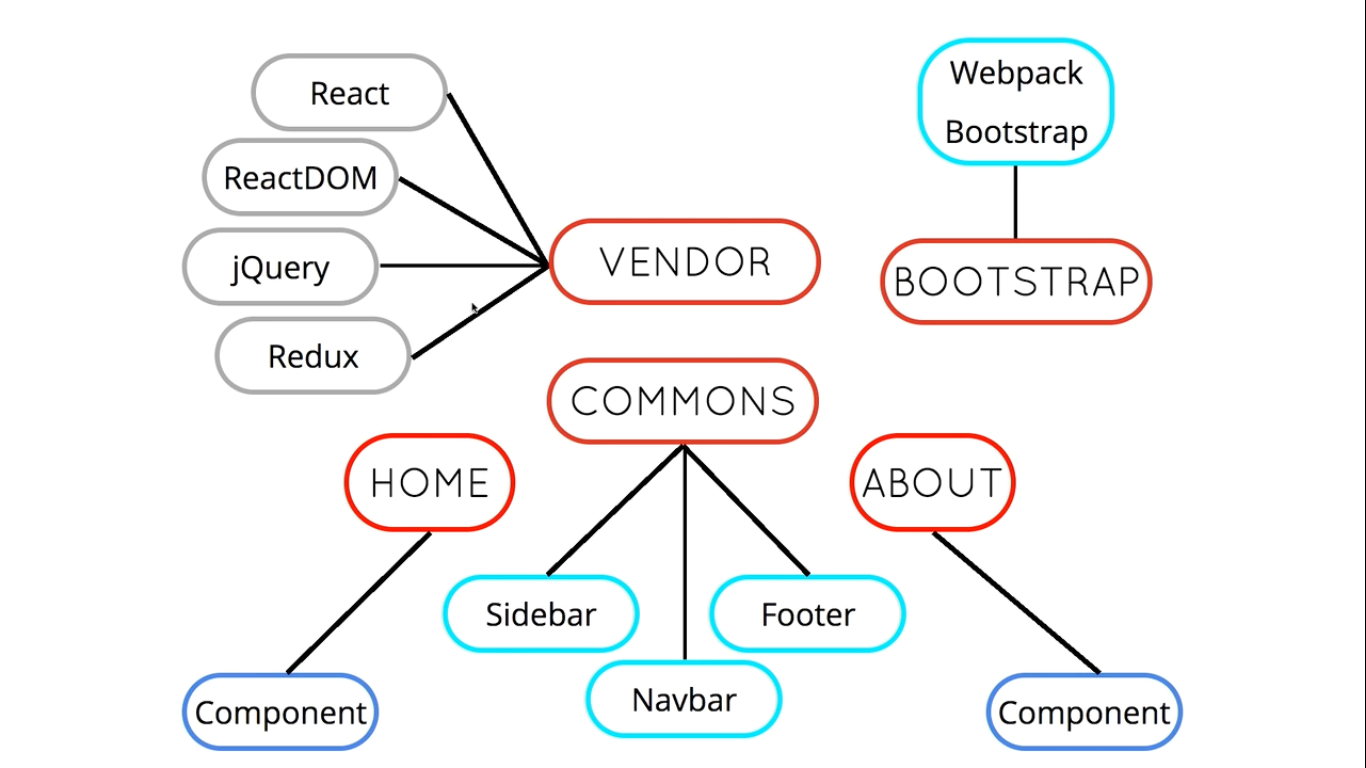 React
ReactDOM
jQuery
Redux
VENDOR
Webpack
Bootstrap
BOOTSTRAP
COMMONS
HOME
ABOUT
Sidebar
Footer
Navbar
Component
Component